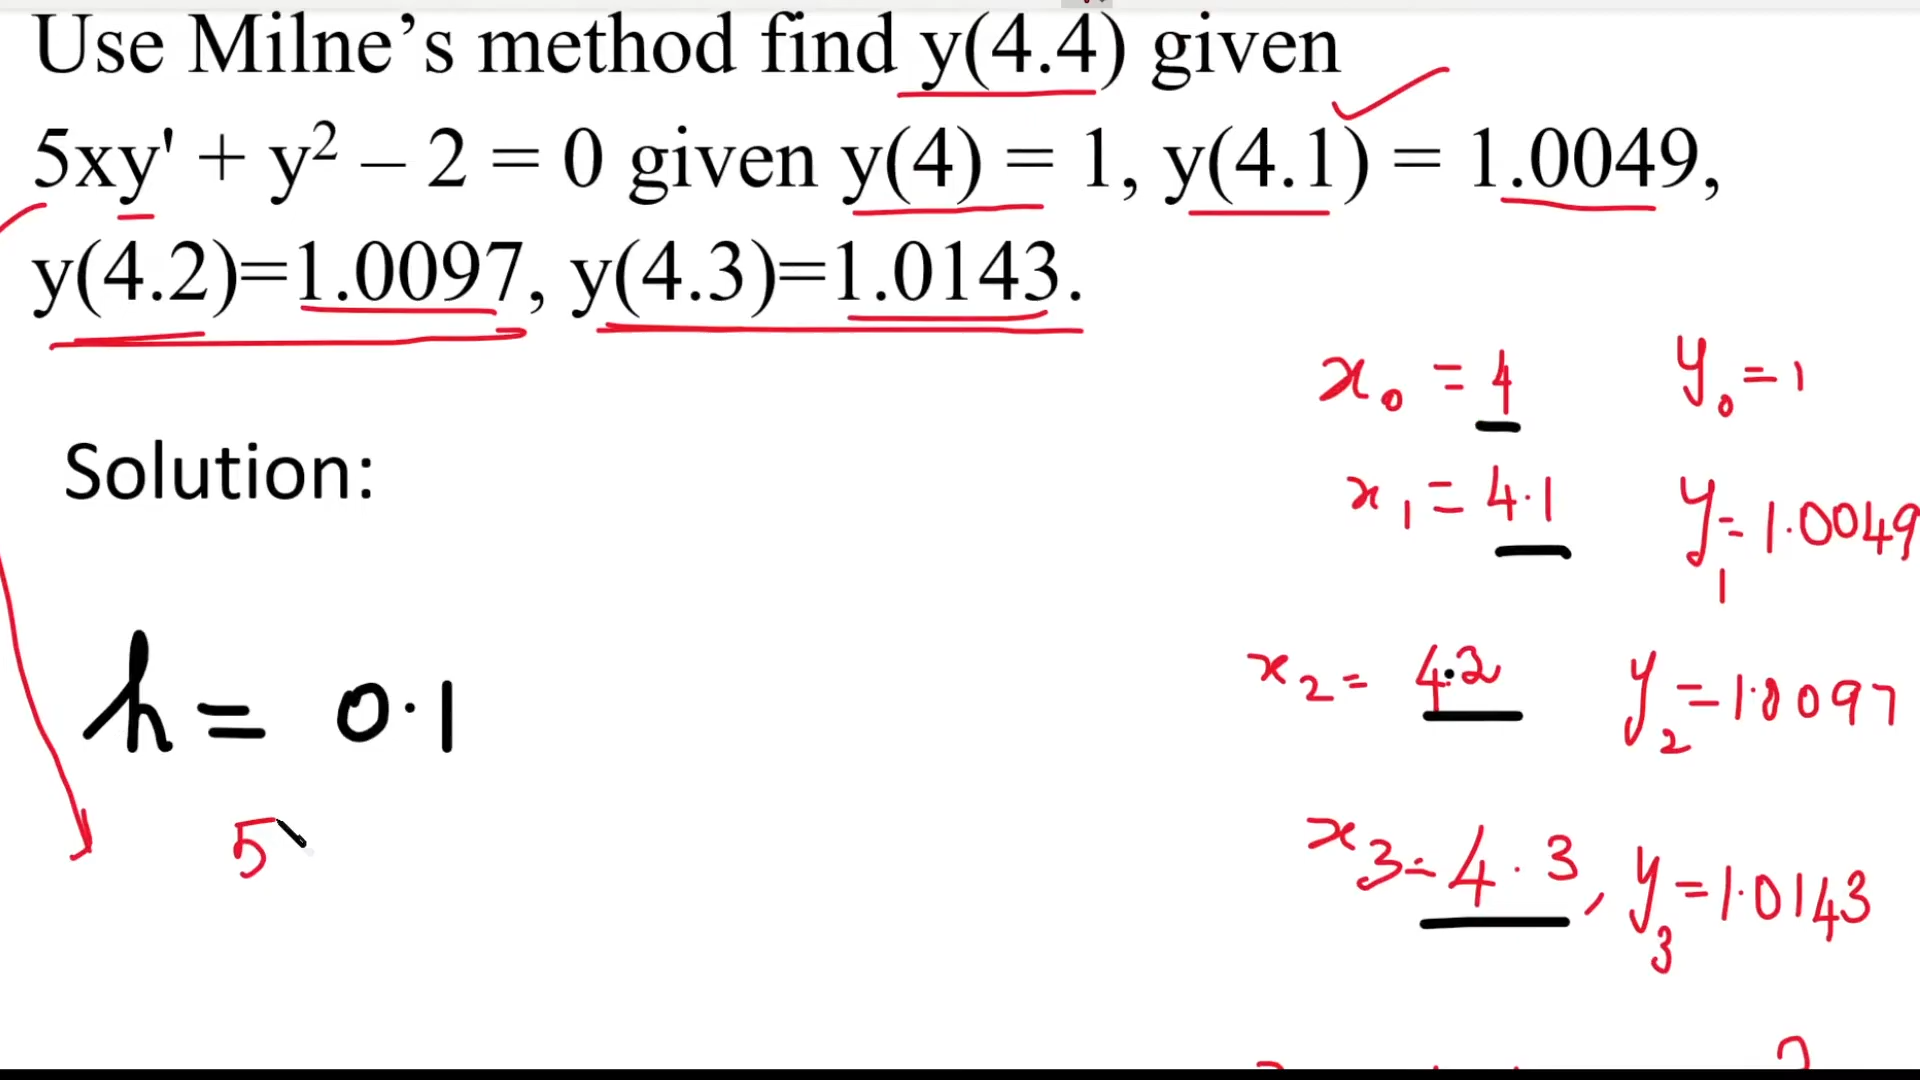 Use Milne’s method find y(4.4) given
5xy' + y² – 2 = 0 given y(4) = 1, y(4.1) = 1.0049,
y(4.2)=1.0097, y(4.3)=1.0143.
x₀ = 4 y₀ = 1
Solution:
x₁ = 4.1 y₁ = 1.0049
x₂ = 4.2 y₂ = 1.0097
h = 0.1
x₃ = 4.3, y₃ = 1.0143
5